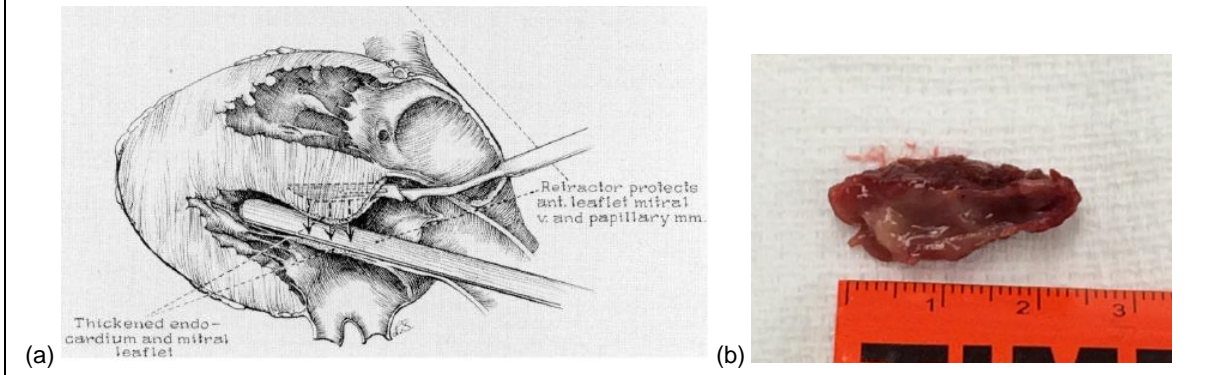 Retractor protects
ant. leaflet mitral
v. and papillary mm.
Thickened endo-
cardium and mitral
leaflet
(a)
(b)
1 2 3